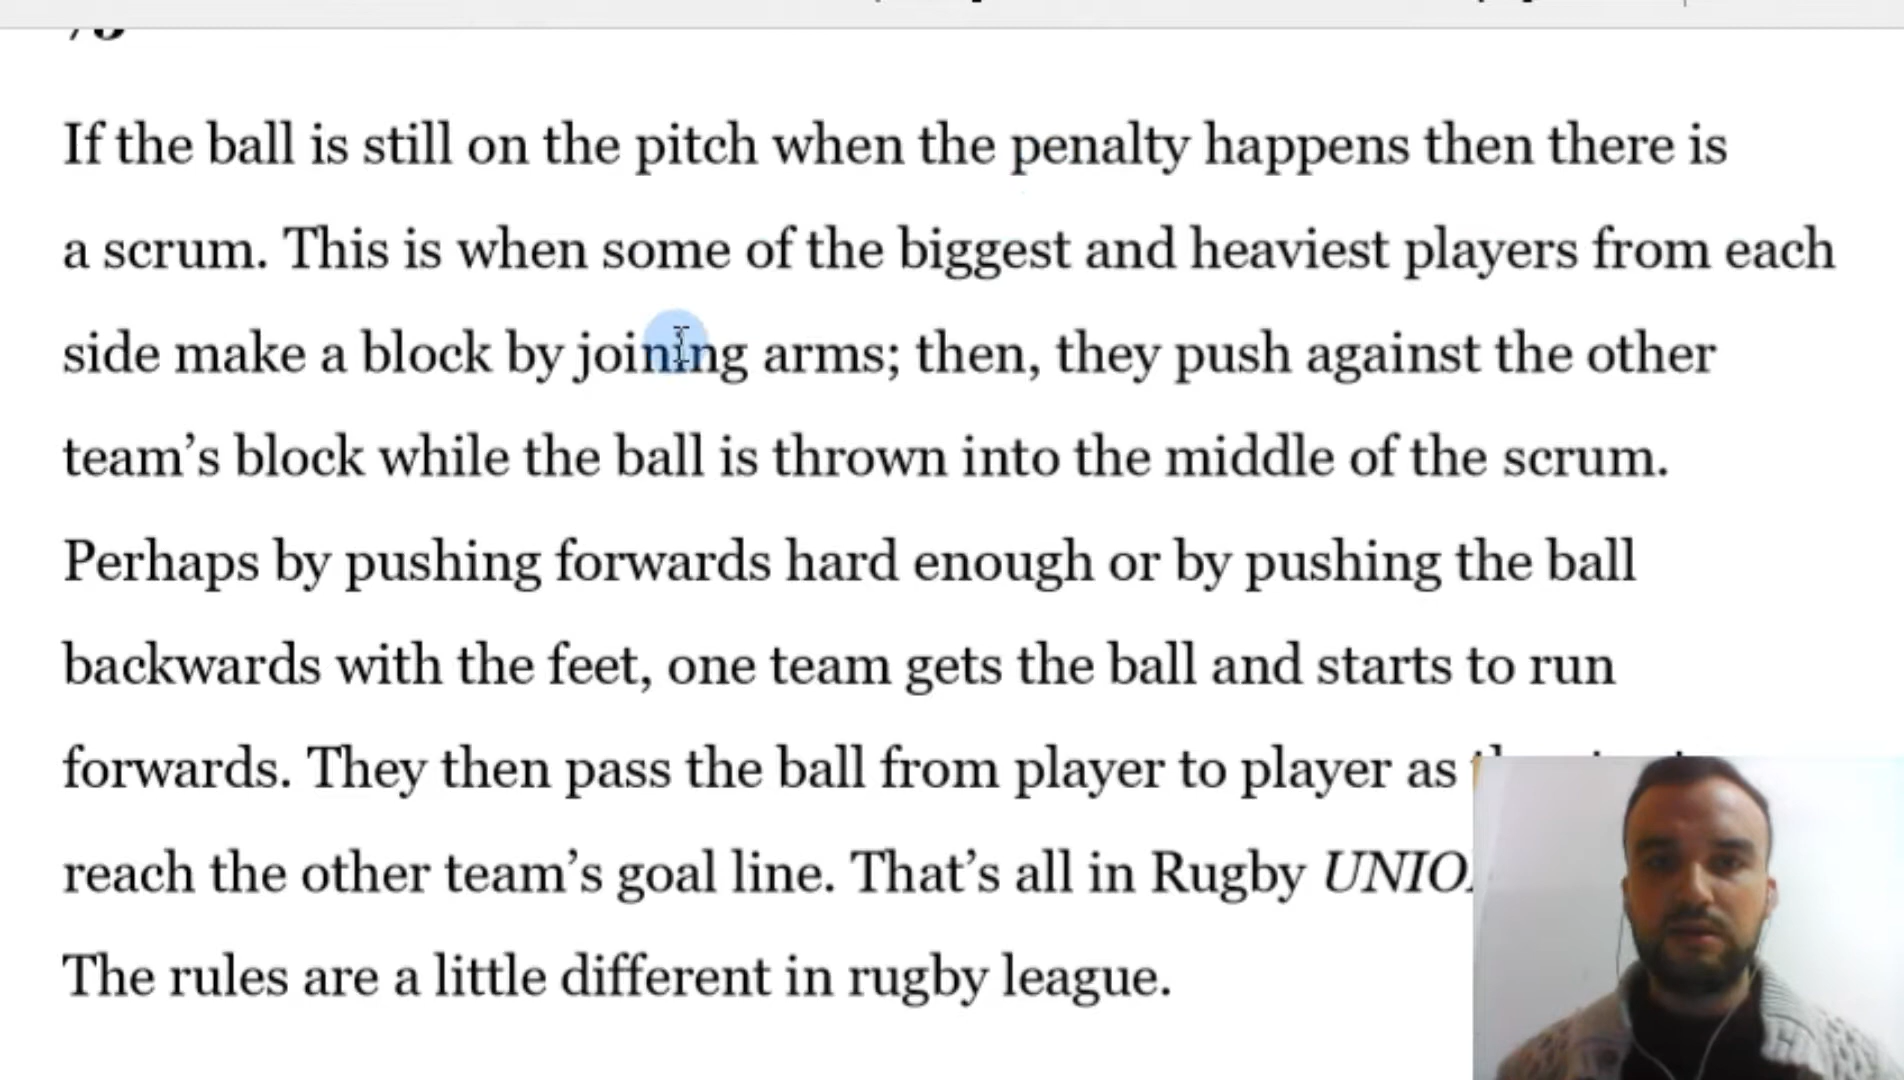 If the ball is still on the pitch when the penalty happens then there is
a scrum. This is when some of the biggest and heaviest players from each
side make a block by joining arms; then, they push against the other
team’s block while the ball is thrown into the middle of the scrum.
Perhaps by pushing forwards hard enough or by pushing the ball
backwards with the feet, one team gets the ball and starts to run
forwards. They then pass the ball from player to player as
reach the other team’s goal line. That’s all in Rugby
The rules are a little different in rugby league.